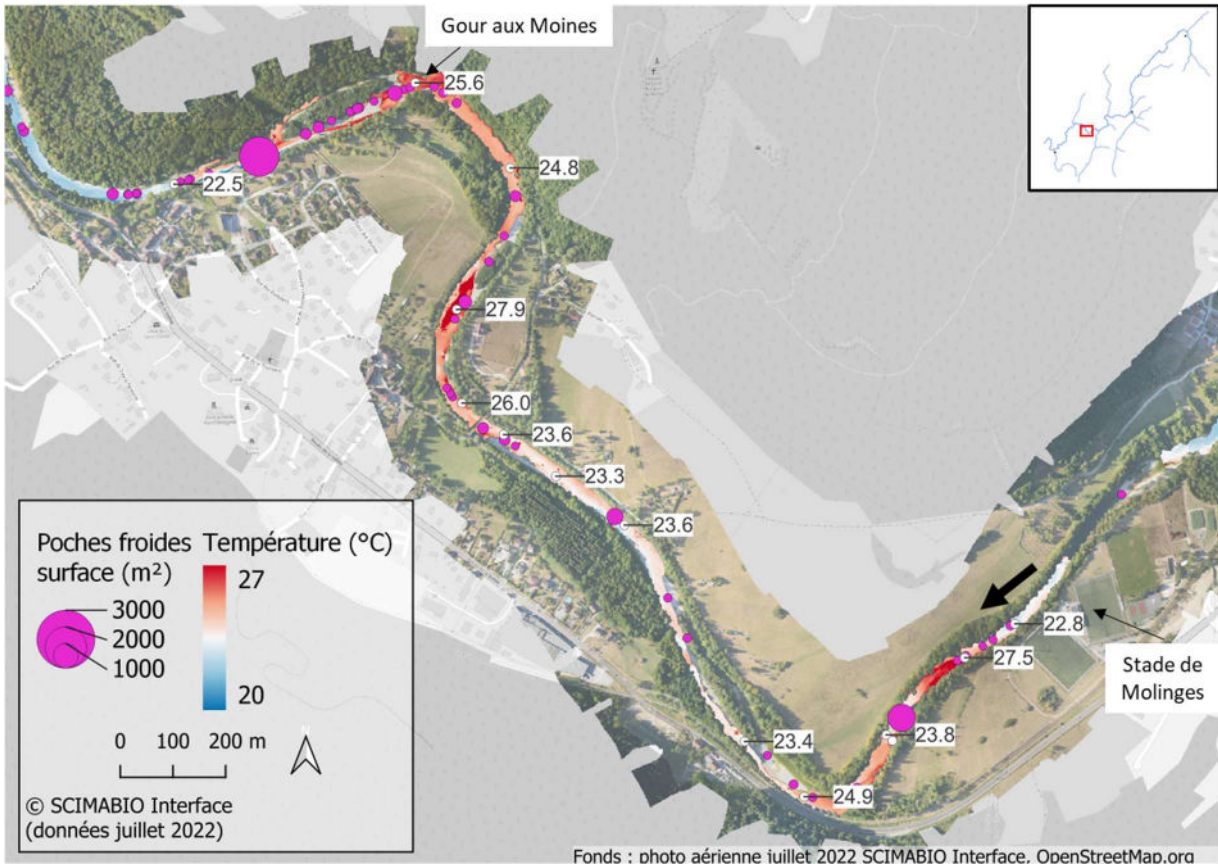 Gour aux Moines
25.6
24.8
22.5
27.9
26.0
23.6
23.3
23.6
22.8
27.5
Stade de
Molinges
23.8
23.4
24.9
Poches froides
surface (m²)
3000
2000
1000
Température (°C)
27
20
0 100 200 m
N
© SCIMABIO Interface
(données juillet 2022)
Fonds : photo aérienne juillet 2022 SCIMABIO Interface, OpenStreetMap.org